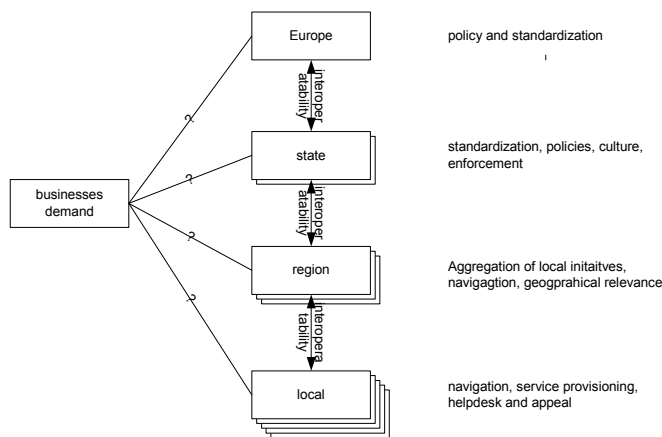 Europe
policy and standardization
?
interoper
atability
state
standardization, policies, culture,
enforcement
?
businesses
demand
interoper
atability
?
region
Aggregation of local initaitves,
navigagtion, geogprahical relevance
?
interopera
tability
local
navigation, service provisioning,
helpdesk and appeal